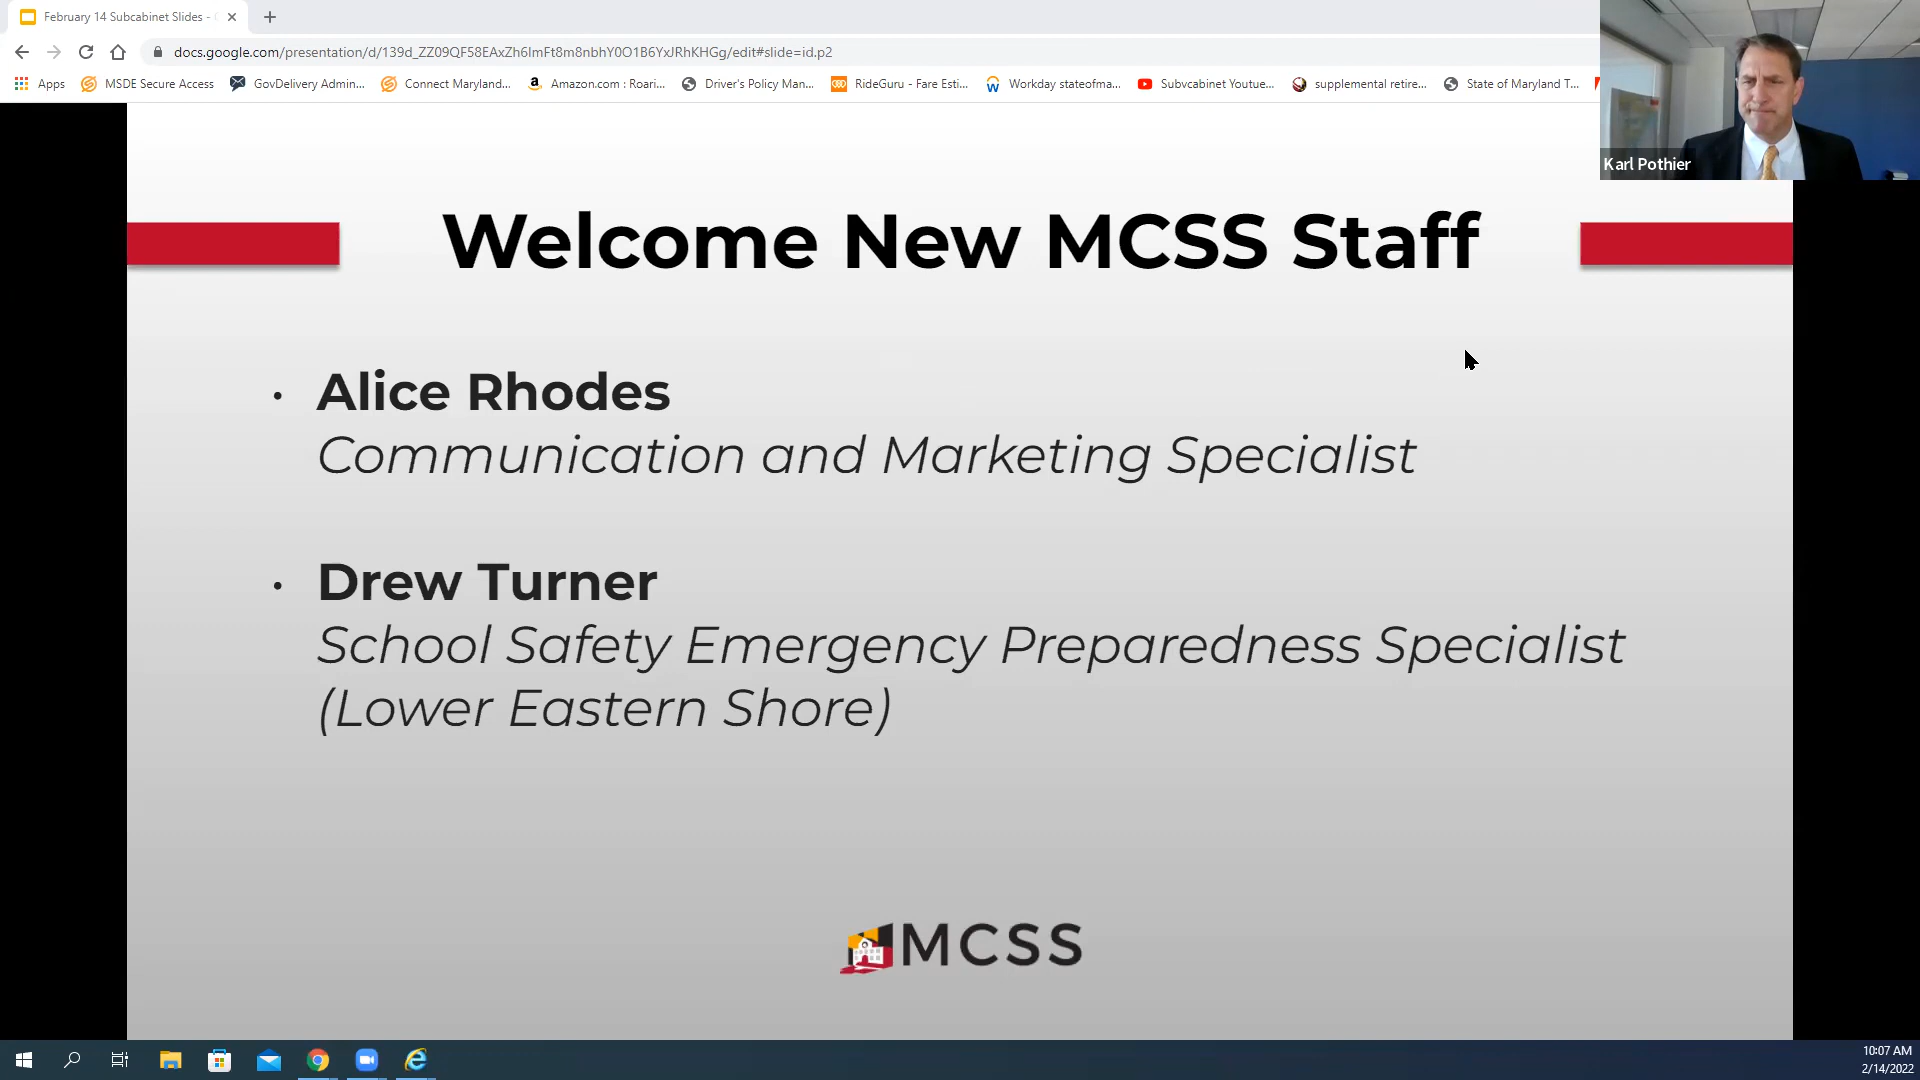 February 14 Subcabinet Slides -
docs.google.com/presentation/d/139d_ZZ09QF58EAxZh6lmFt8m8nbhY0O1B6YxJRhKHGg/edit#slide=id.p2
Apps MSDE Secure Access GovDelivery Admin... Connect Maryland... Amazon.com : Roari... Driver's Policy Man... RideGuru - Fare Esti... Workday stateofma... Subvcabinet Youtue... supplemental retire... State of Maryland T...
Karl Pothier
Welcome New MCSS Staff
• Alice Rhodes
Communication and Marketing Specialist
• Drew Turner
School Safety Emergency Preparedness Specialist
(Lower Eastern Shore)
MCSS
10:07 AM
2/14/2022